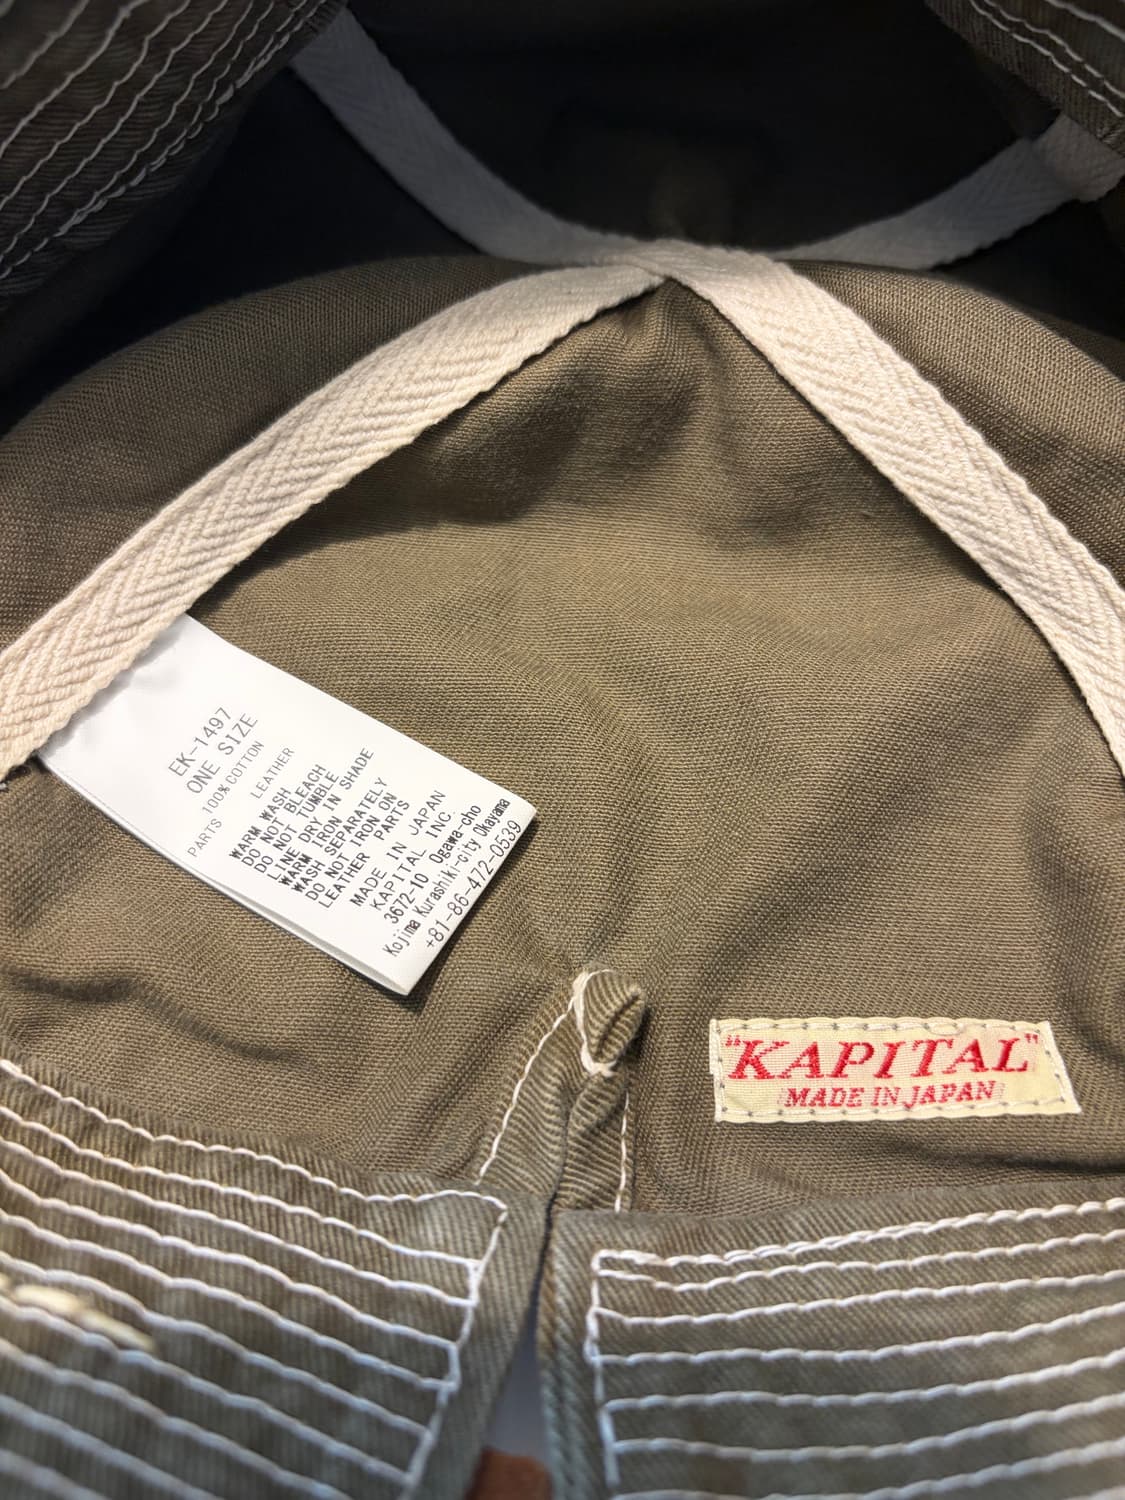 EK-1497
ONE SIZE
100% COTTON
PARTS LEATHER
WARM WASH
DO NOT BLEACH
DO NOT TUMBLE
LINE DRY IN SHADE
WARM IRON
WASH SEPARATELY
DO NOT IRON ON
LEATHER PARTS
MADE IN JAPAN
KAPITAL INC.
3672-10 Ogawa-cho
Kojima Kurashiki-city Okayama
+81-86-472-0539
"KAPITAL"
MADE IN JAPAN